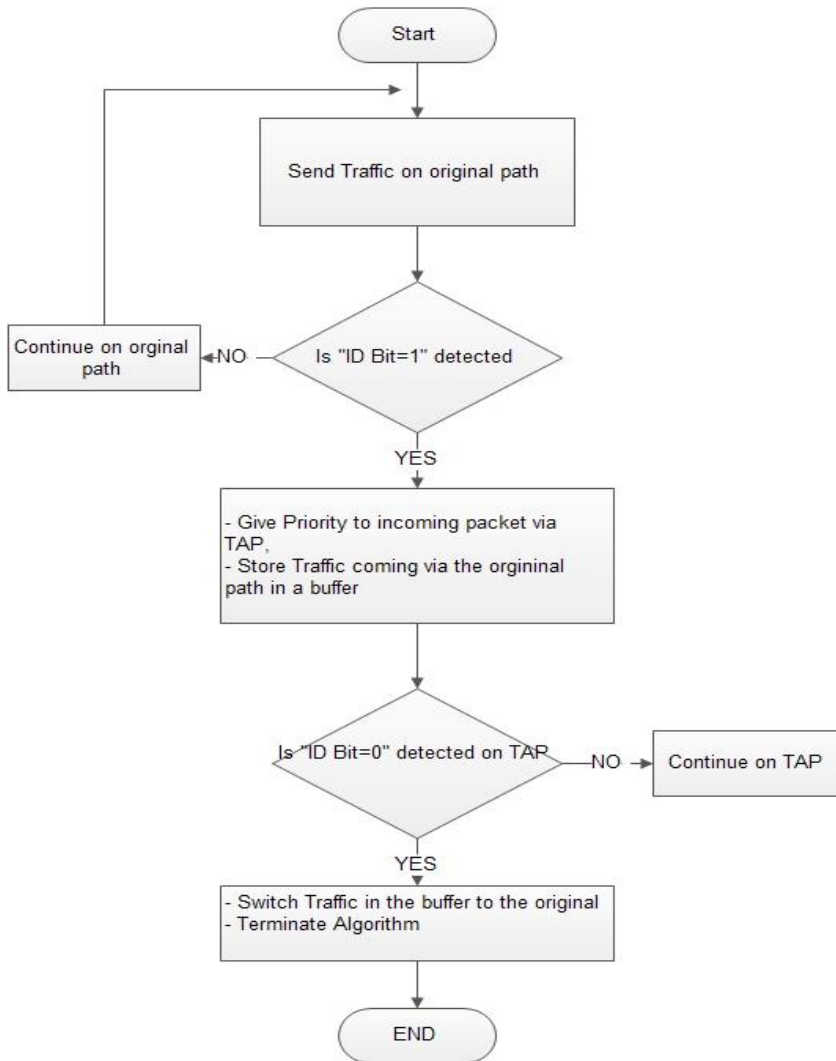 Start
Send Traffic on original path
Is "ID Bit=1" detected
NO
Continue on orginal
path
YES
- Give Priority to incoming packet via
TAP,
- Store Traffic coming via the orgininal
path in a buffer
Is "ID Bit=0" detected on TAP
NO
Continue on TAP
YES
- Switch Traffic in the buffer to the original
- Terminate Algorithm
END